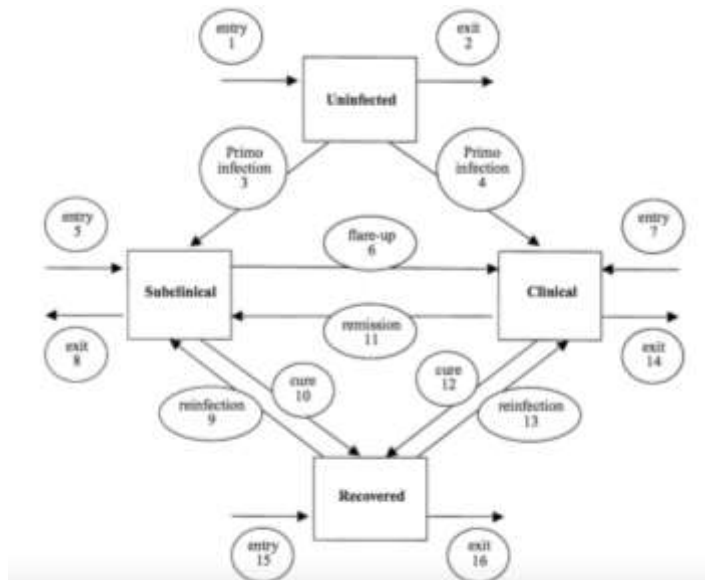 entry
1
exit
2
Uninfected
Primo
infection
3
Primo
infection
4
entry
5
flare-up
6
entry
7
Subclinical
Clinical
exit
8
remission
11
exit
14
reinfection
9
cure
10
cure
12
reinfection
13
Recovered
entry
15
exit
16